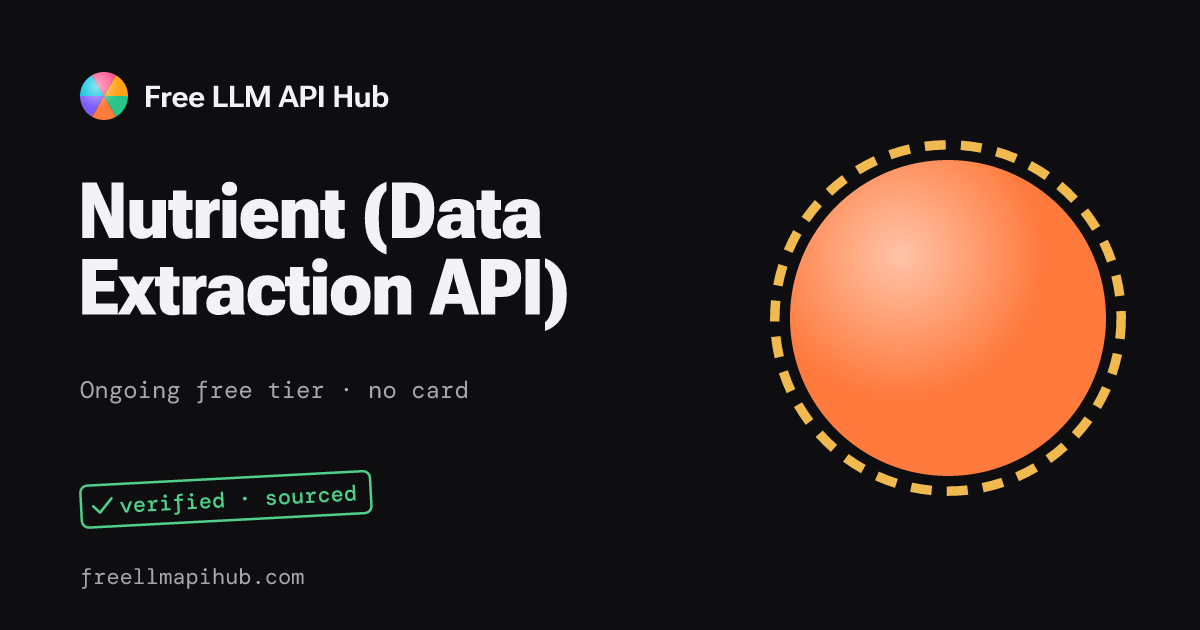 Free LLM API Hub
Nutrient (Data
Extraction API)
Ongoing free tier · no card
verified · sourced
freellmapihub.com